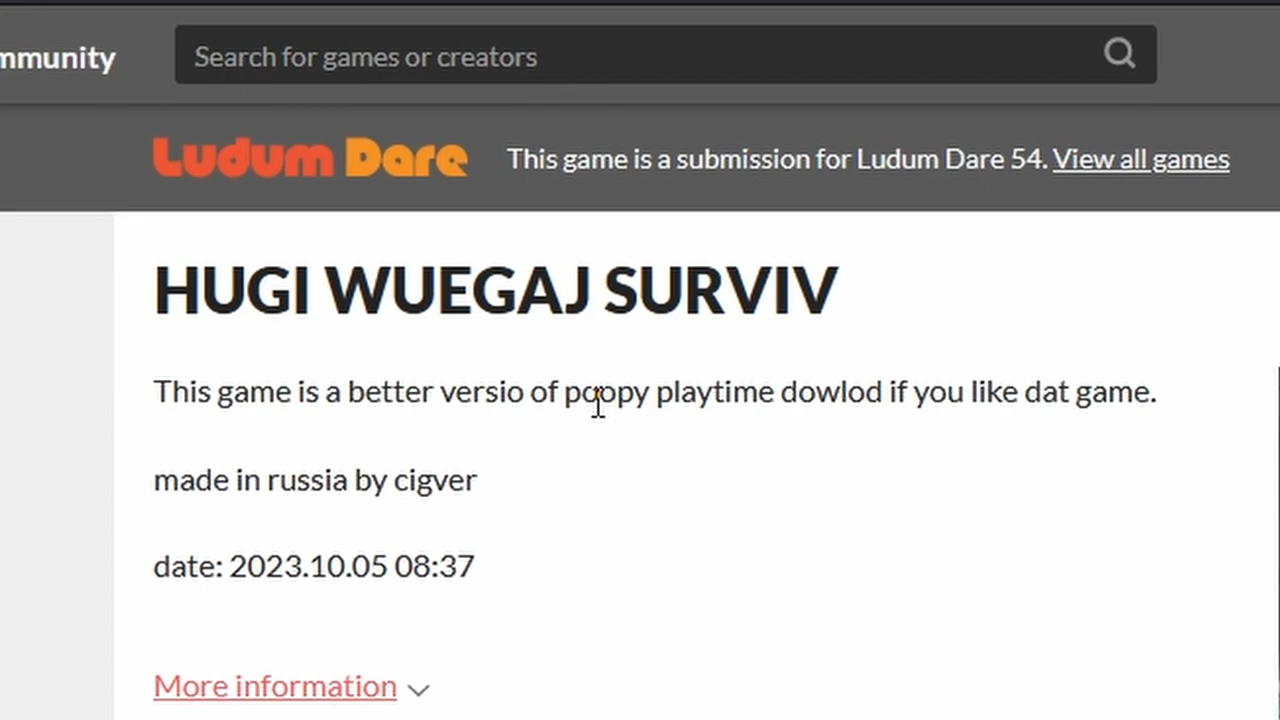 mmunity Search for games or creators
Ludum Dare This game is a submission for Ludum Dare 54. View all games
HUGI WUEGAJ SURVIV
This game is a better versio of poopy playtime dowlod if you like dat game.
made in russia by cigver
date: 2023.10.05 08:37
More information